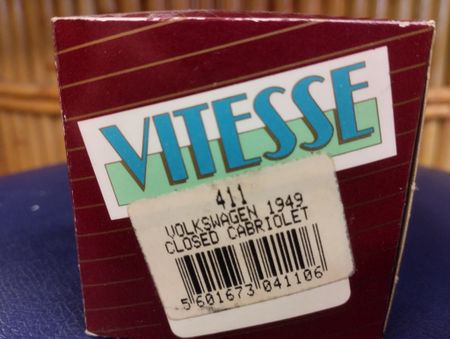 VITESSE
411
VOLKSWAGEN 1949
CLOSED CABRIOLET
5 601673 041106